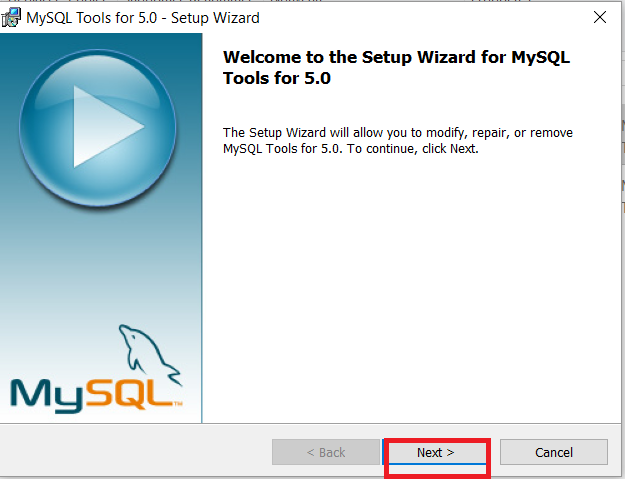 MySQL Tools for 5.0 - Setup Wizard
Welcome to the Setup Wizard for MySQL
Tools for 5.0
The Setup Wizard will allow you to modify, repair, or remove
MySQL Tools for 5.0. To continue, click Next.
MySQL
TM
< Back
Next >
Cancel